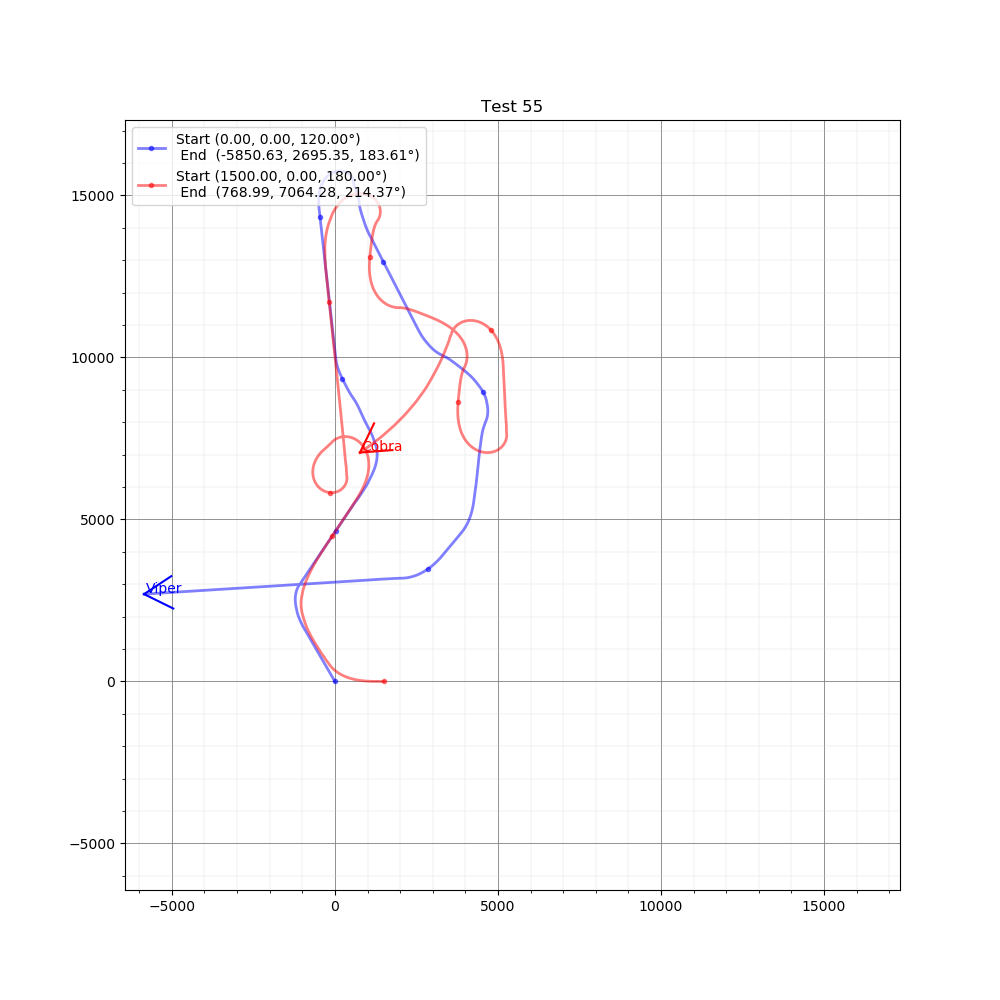 Test 55
Start (0.00, 0.00, 120.00°)
End  (-5850.63, 2695.35, 183.61°)
Start (1500.00, 0.00, 180.00°)
End  (768.99, 7064.28, 214.37°)
15000
10000
Cobra
5000
Viper
0
−5000
−5000
0
5000
10000
15000